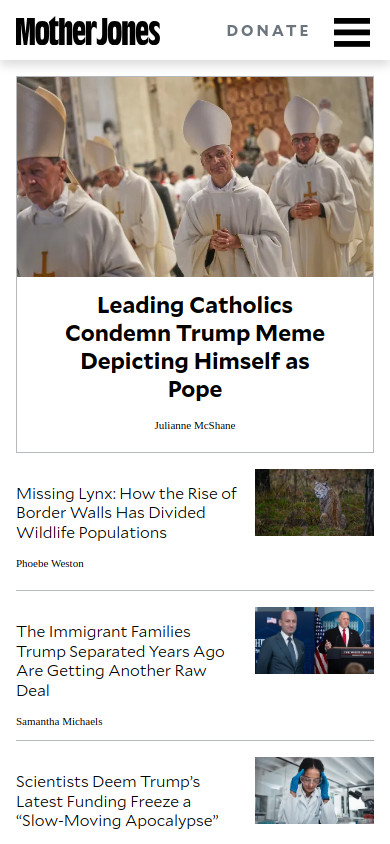 Mother Jones
DONATE
Leading Catholics
Condemn Trump Meme
Depicting Himself as
Pope
Julianne McShane
Missing Lynx: How the Rise of
Border Walls Has Divided
Wildlife Populations
Phoebe Weston
The Immigrant Families
Trump Separated Years Ago
Are Getting Another Raw
Deal
Samantha Michaels
Scientists Deem Trump’s
Latest Funding Freeze a
“Slow-Moving Apocalypse”